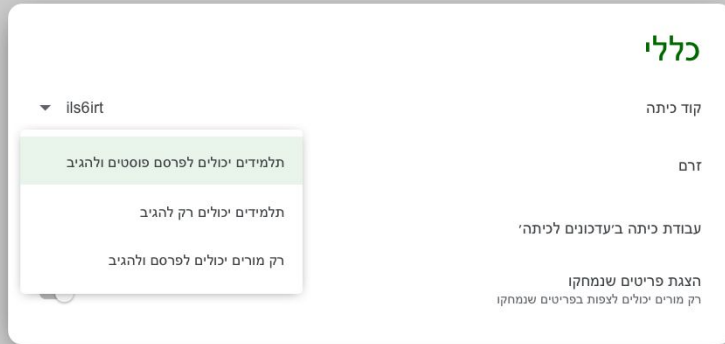 כללי
קוד כיתה
ils6irt
זרם
תלמידים יכולים לפרסם פוסטים ולהגיב
תלמידים יכולים רק להגיב
רק מורים יכולים לפרסם ולהגיב
עבודת כיתה ב'עדכונים לכיתה'
הצגת פריטים שנמחקו
רק מורים יכולים לצפות בפריטים שנמחקו